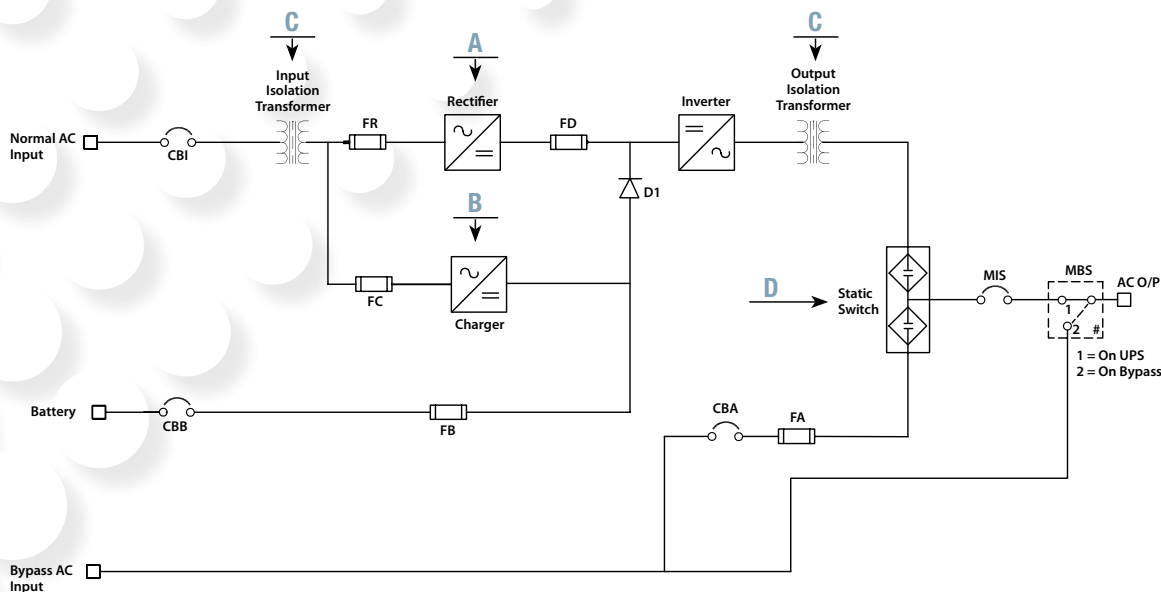 C
C
A
Input
Isolation
Transformer
Output
Isolation
Transformer
Rectifier
Inverter
FR
FD
Normal AC
Input
CBI
D1
B
FC
Charger
D
Static
Switch
MIS
MBS
AC O/P
1
2 #
1 = On UPS
2 = On Bypass
Battery
CBB
FB
CBA
FA
Bypass AC
Input